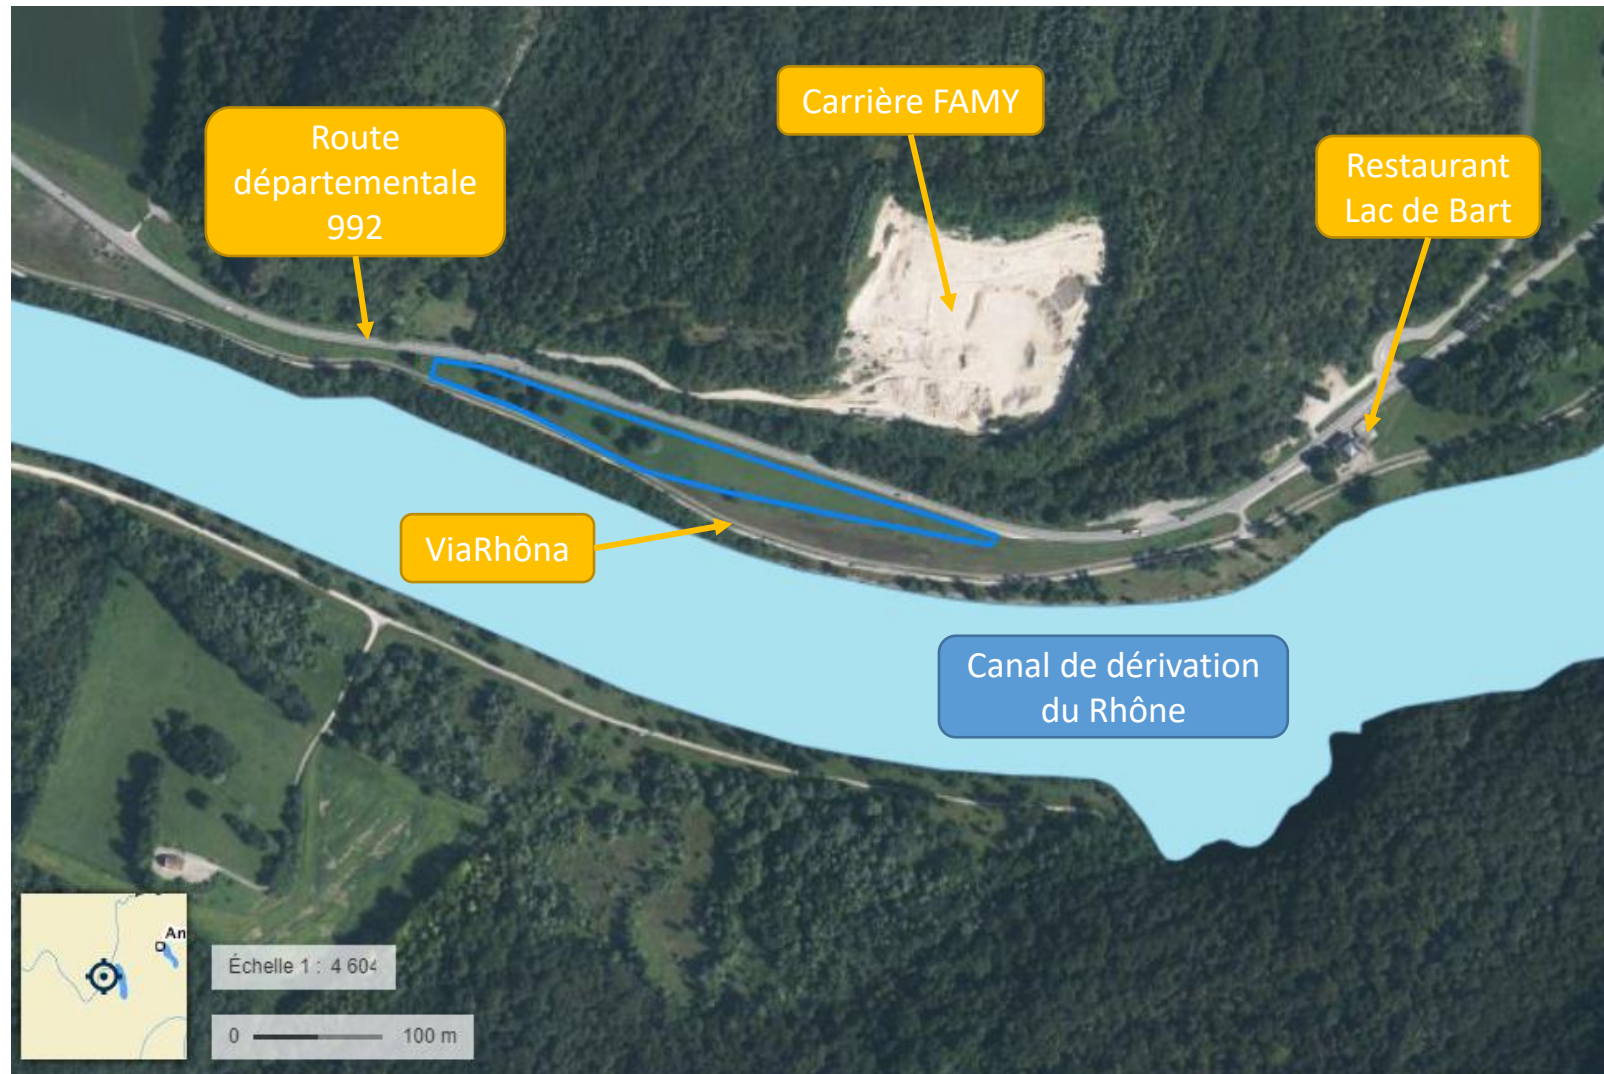 Carrière FAMY
Route
départementale
992
Restaurant
Lac de Bart
ViaRhôna
Canal de dérivation
du Rhône
An
Échelle 1 : 4 604
0 100 m